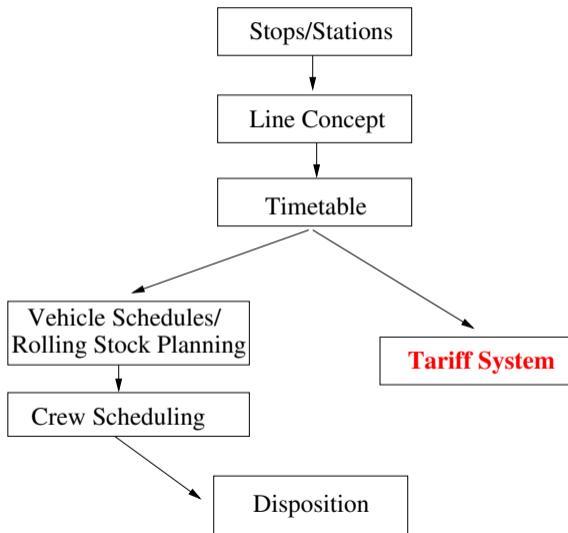 Stops/Stations
Line Concept
Timetable
Vehicle Schedules/
Rolling Stock Planning
Tariff System
Crew Scheduling
Disposition